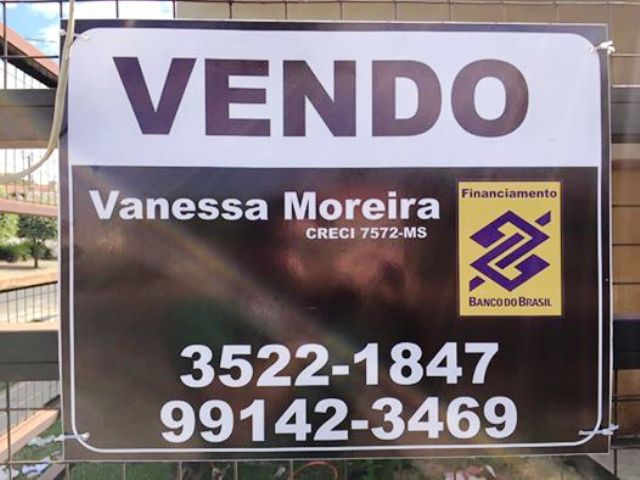 VENDO
Vanessa Moreira
CRECI 7572-MS
Financiamento
BANCO DO BRASIL
3522-1847
99142-3469